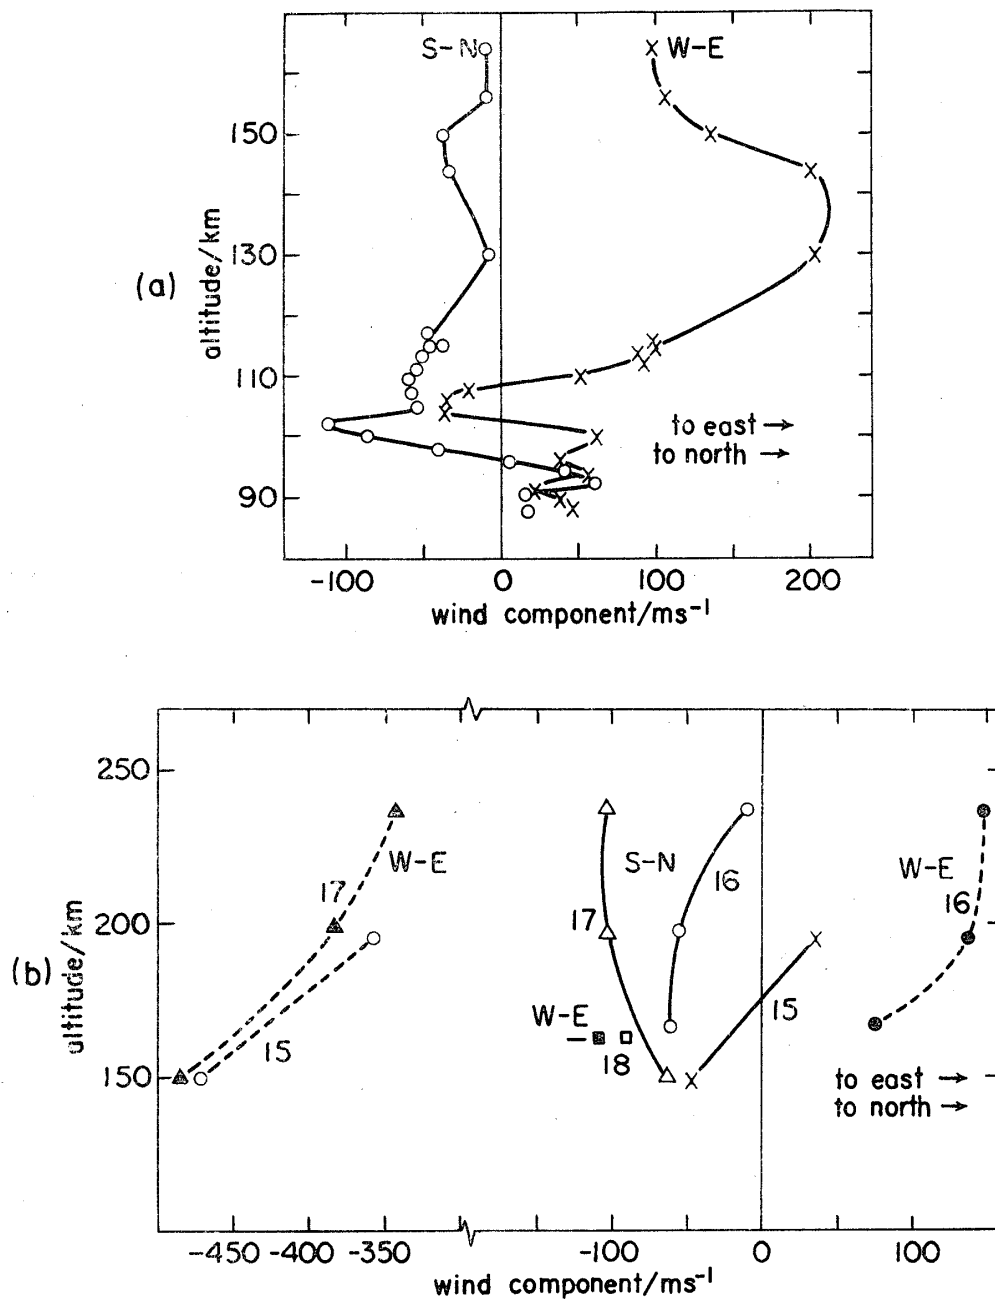 S-N
W-E
150
130
110
90
altitude/km
(a)
to east →
to north →
-100
0
100
200
wind component/ms⁻¹
250
200
150
altitude/km
(b)
W-E
17
15
S-N
17
16
W-E
18
15
W-E
16
to east →
to north →
-450
-400
-350
-100
0
100
wind component/ms⁻¹